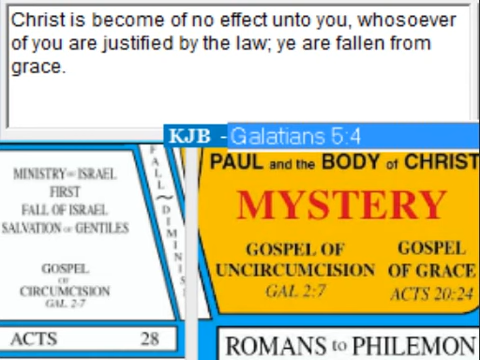 Christ is become of no effect unto you, whosoever
of you are justified by the law; ye are fallen from
grace.
KJB - Galatians 5:4
MINISTRY OF ISRAEL
FIRST
FALL OF ISRAEL
SALVATION OF GENTILES
GOSPEL
OF
CIRCUMCISION
GAL 2:7
FALL ~ DIMINIS
ACTS 28
PAUL and the BODY of CHRIST
MYSTERY
GOSPEL OF
UNCIRCUMCISION
GAL 2:7
GOSPEL
OF GRACE
ACTS 20:24
ROMANS to PHILEMON